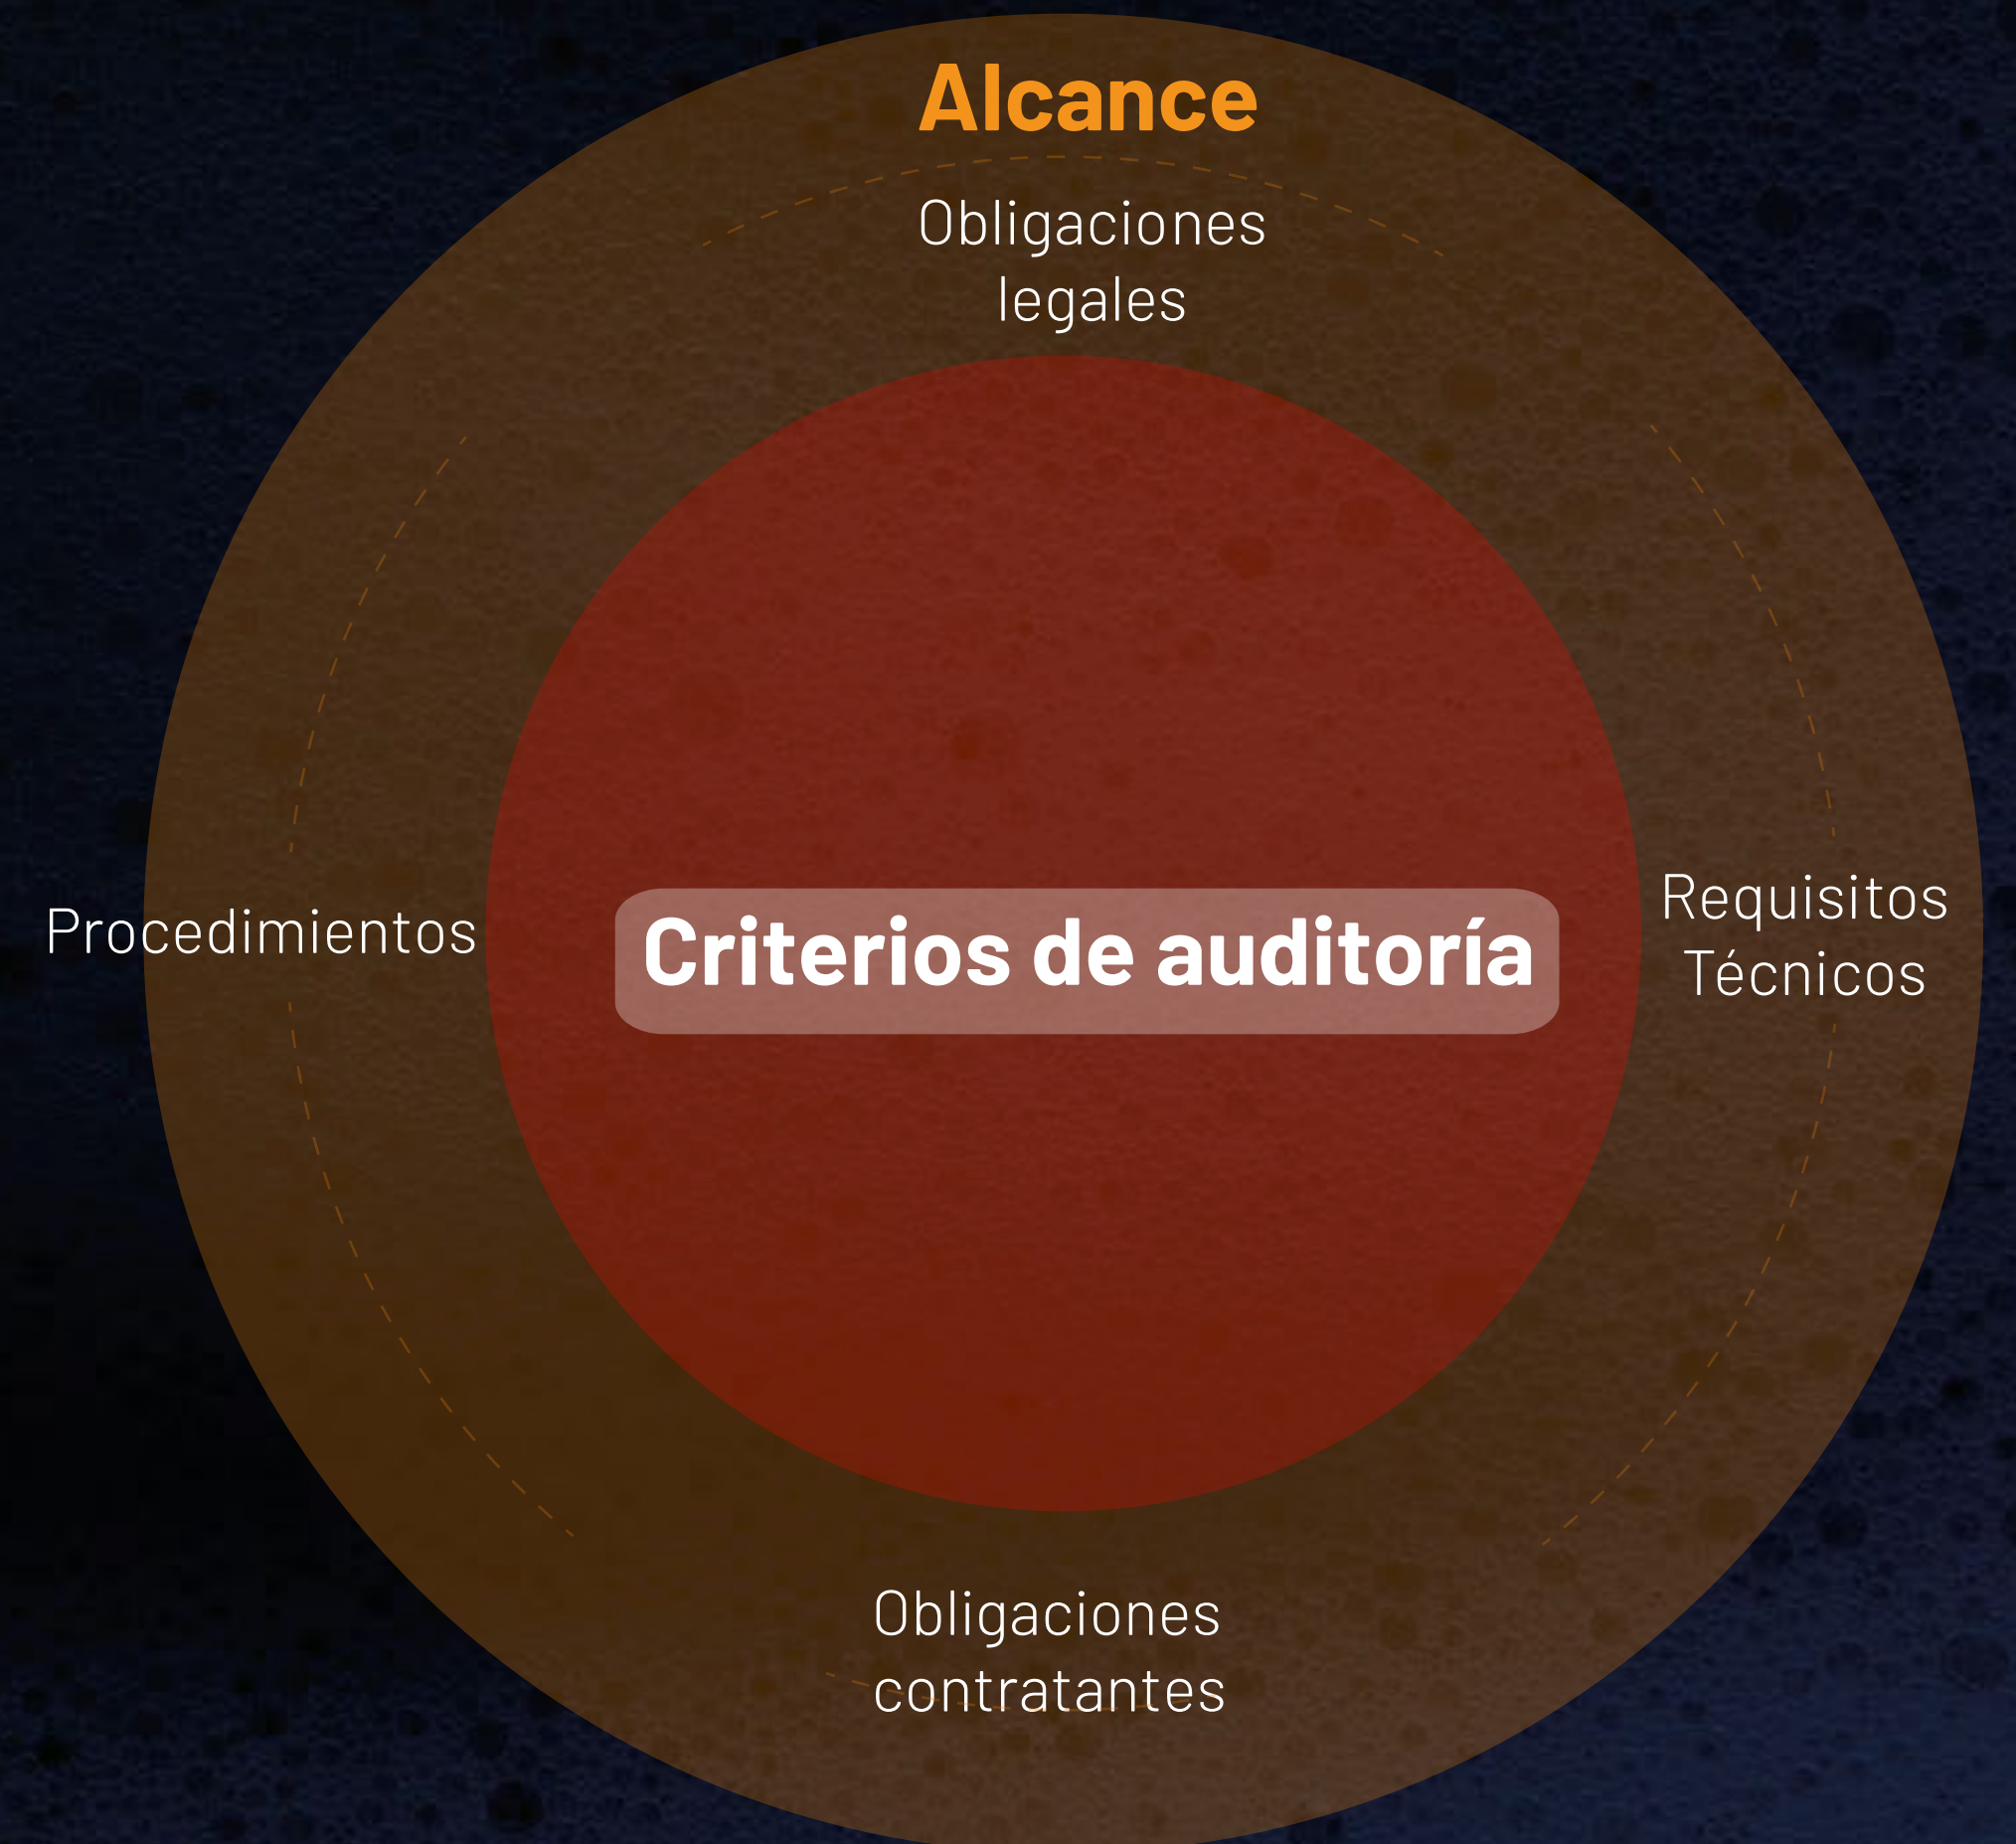 Alcance
Obligaciones
legales
Procedimientos
Criterios de auditoría
Requisitos
Técnicos
Obligaciones
contratantes